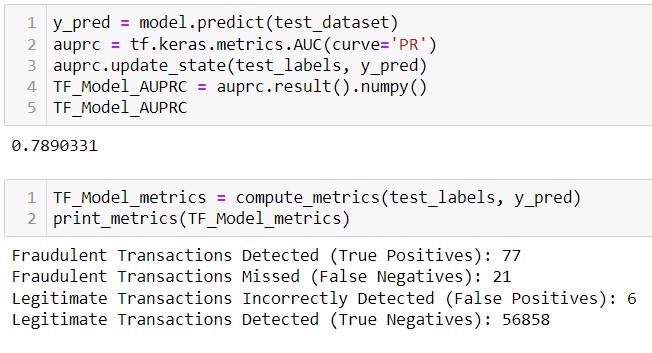 1 y_pred = model.predict(test_dataset)
2 auprc = tf.keras.metrics.AUC(curve='PR')
3 auprc.update_state(test_labels, y_pred)
4 TF_Model_AUPRC = auprc.result().numpy()
5 TF_Model_AUPRC
0.7890331
1 TF_Model_metrics = compute_metrics(test_labels, y_pred)
2 print_metrics(TF_Model_metrics)
Fraudulent Transactions Detected (True Positives): 77
Fraudulent Transactions Missed (False Negatives): 21
Legitimate Transactions Incorrectly Detected (False Positives): 6
Legitimate Transactions Detected (True Negatives): 56858